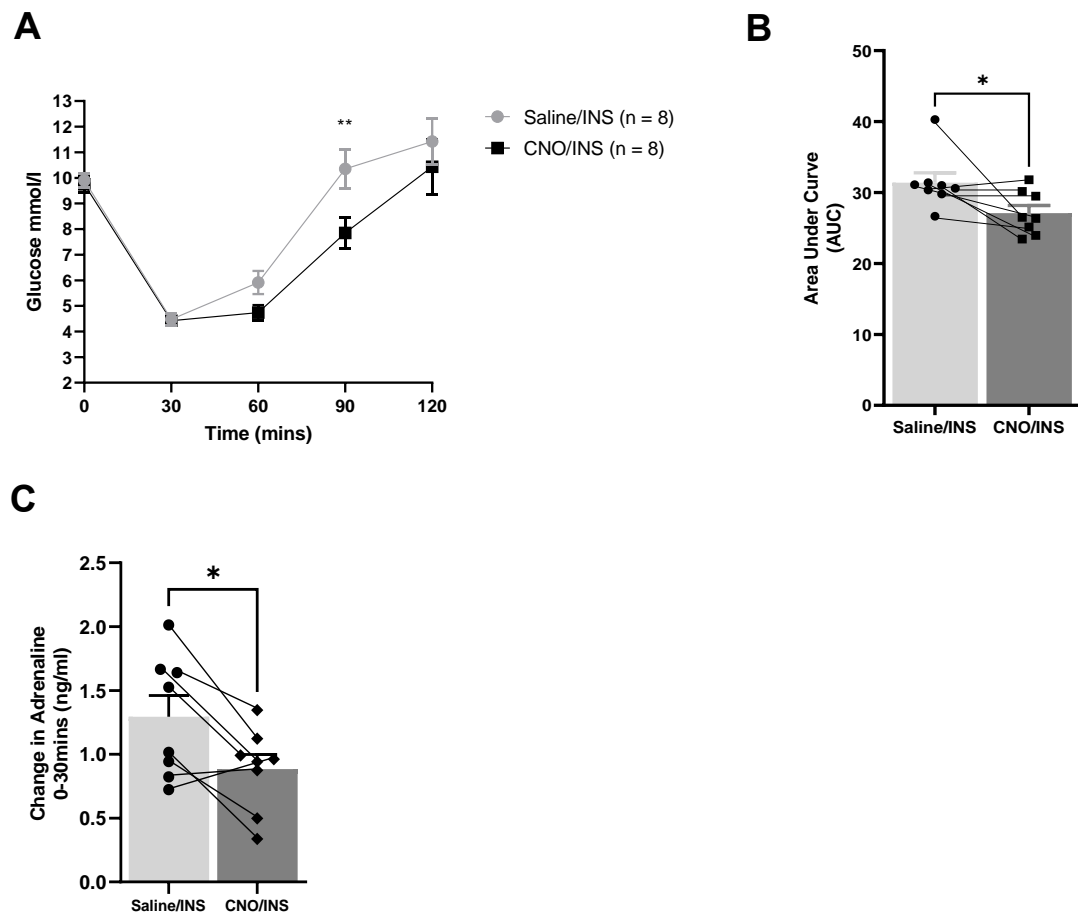 A
13
12
11
10
9
8
7
6
5
4
3
2
Glucose mmol/l
**
0 30 60 90 120
Time (mins)
Saline/INS (n = 8)
CNO/INS (n = 8)
B
50
40
30
20
10
0
Area Under Curve
(AUC)
*
Saline/INS CNO/INS
C
2.5
2.0
1.5
1.0
0.5
0.0
Change in Adrenaline
0-30mins (ng/ml)
*
Saline/INS CNO/INS